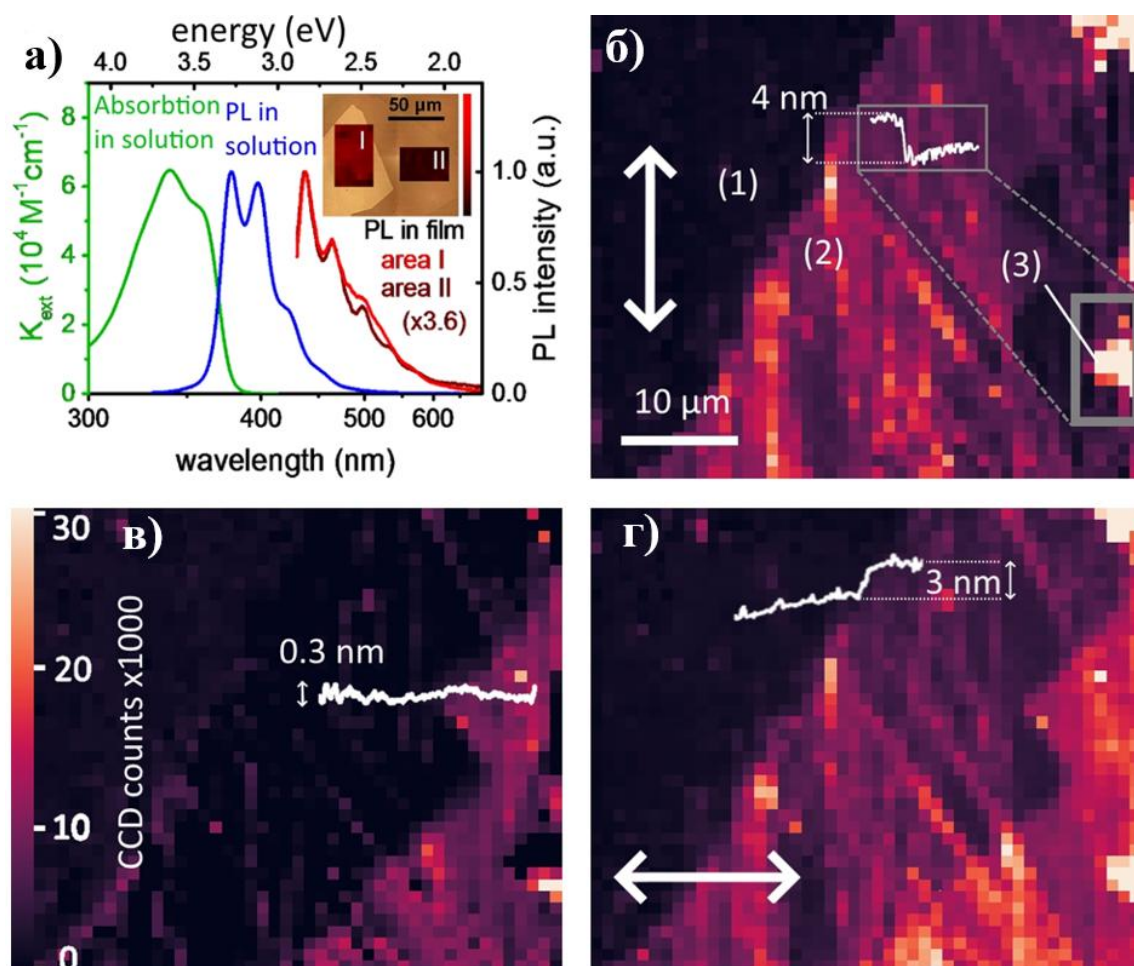 а)
energy (eV)
4.0 3.5 3.0 2.5 2.0
Absorbtion
in solution
PL in
solution
50 μm
I
II
PL in film
area I
area II
(x3.6)
K_ext (10⁴ M⁻¹cm⁻¹)
8
6
4
2
0
1.0
0.5
0.0
PL intensity (a.u.)
300 400 500 600
wavelength (nm)
б)
4 nm
(1)
(2)
(3)
10 μm
в)
30
20
10
0
CCD counts x1000
0.3 nm
г)
3 nm